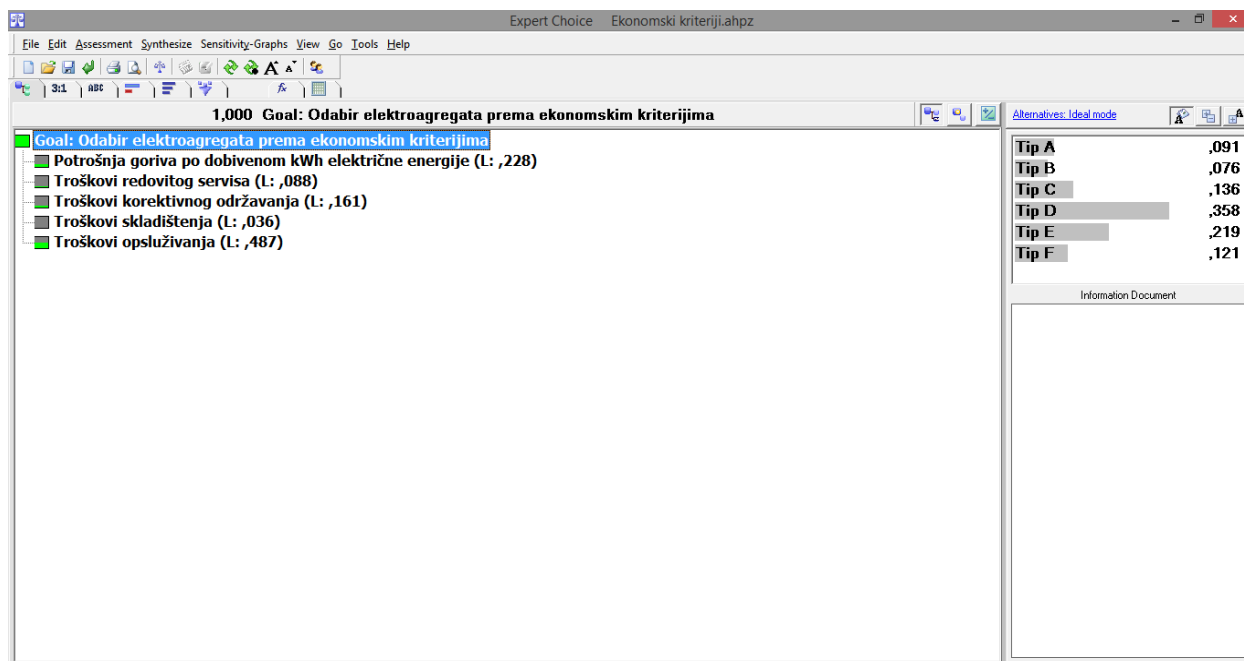 Expert Choice Ekonomski kriteriji.ahpz
File Edit Assessment Synthesize Sensitivity-Graphs View Go Tools Help
3:1 ABC fx
1,000 Goal: Odabir elektroagregata prema ekonomskim kriterijima
Goal: Odabir elektroagregata prema ekonomskim kriterijima
Potrošnja goriva po dobivenom kWh električne energije (L: ,228)
Troškovi redovitog servisa (L: ,088)
Troškovi korektivnog održavanja (L: ,161)
Troškovi skladištenja (L: ,036)
Troškovi opsluživanja (L: ,487)
Alternatives: Ideal mode
Tip A ,091
Tip B ,076
Tip C ,136
Tip D ,358
Tip E ,219
Tip F ,121
Information Document